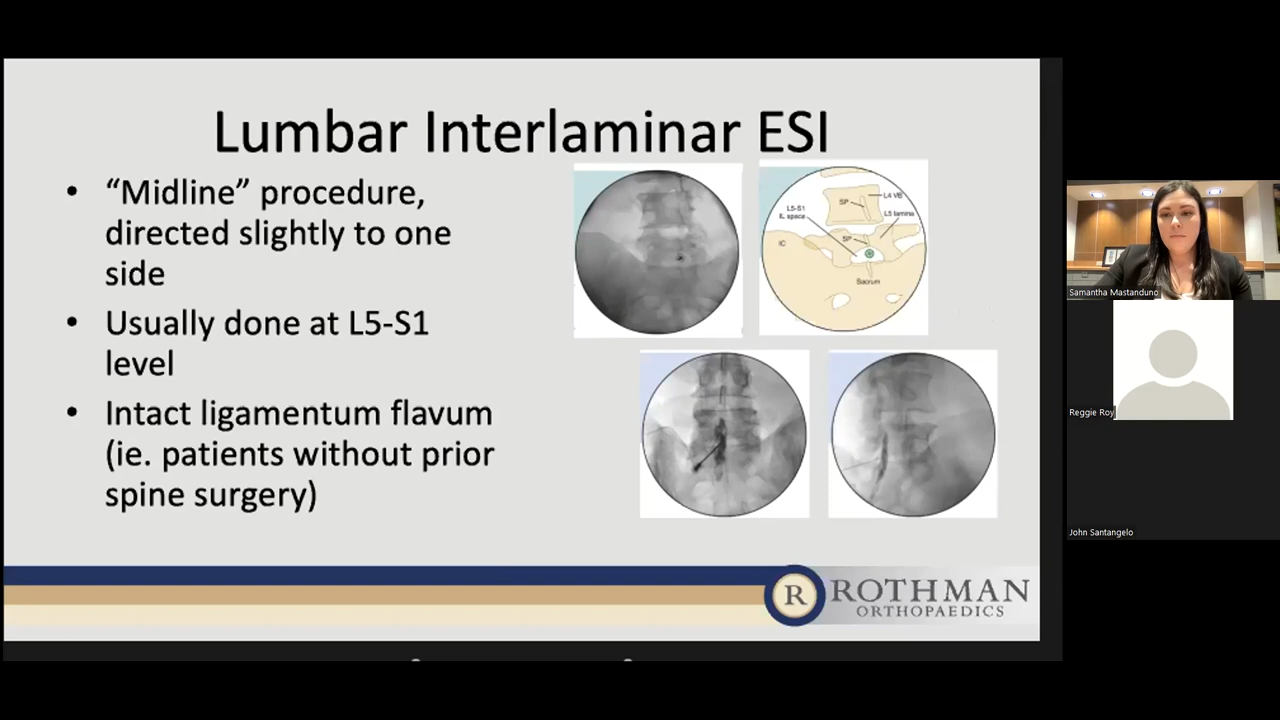 Lumbar Interlaminar ESI
• “Midline” procedure,
directed slightly to one
side
• Usually done at L5-S1
level
• Intact ligamentum flavum
(ie. patients without prior
spine surgery)
L4 VB
SP
L5-S1
IL space
L5 lamina
SP
IC
Sacrum
R
ROTHMAN
ORTHOPAEDICS
Samantha Mastanduno
Reggie Roy
John Santangelo